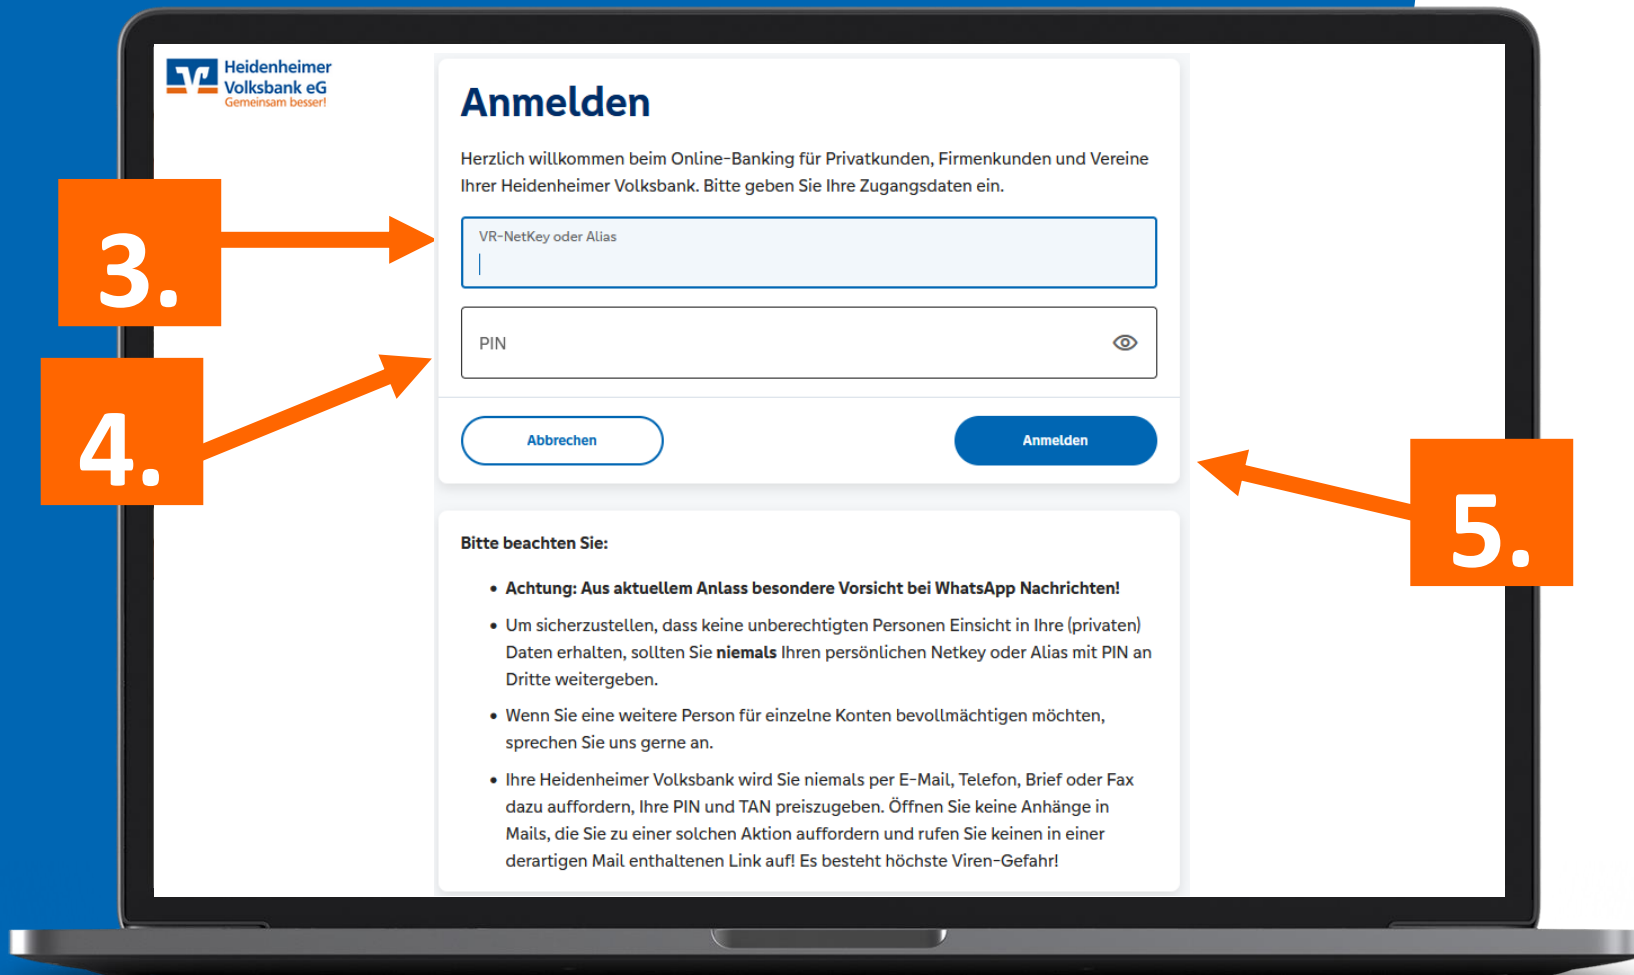 Heidenheimer
Volksbank eG
Gemeinsam besser!
Anmelden
Herzlich willkommen beim Online-Banking für Privatkunden, Firmenkunden und Vereine
Ihrer Heidenheimer Volksbank. Bitte geben Sie Ihre Zugangsdaten ein.
3.
VR-NetKey oder Alias
4.
PIN
Abbrechen
Anmelden
5.
Bitte beachten Sie:
• Achtung: Aus aktuellem Anlass besondere Vorsicht bei WhatsApp Nachrichten!
• Um sicherzustellen, dass keine unberechtigten Personen Einsicht in Ihre (privaten)
Daten erhalten, sollten Sie niemals Ihren persönlichen Netkey oder Alias mit PIN an
Dritte weitergeben.
• Wenn Sie eine weitere Person für einzelne Konten bevollmächtigen möchten,
sprechen Sie uns gerne an.
• Ihre Heidenheimer Volksbank wird Sie niemals per E-Mail, Telefon, Brief oder Fax
dazu auffordern, Ihre PIN und TAN preiszugeben. Öffnen Sie keine Anhänge in
Mails, die Sie zu einer solchen Aktion auffordern und rufen Sie keinen in einer
derartigen Mail enthaltenen Link auf! Es besteht höchste Viren-Gefahr!